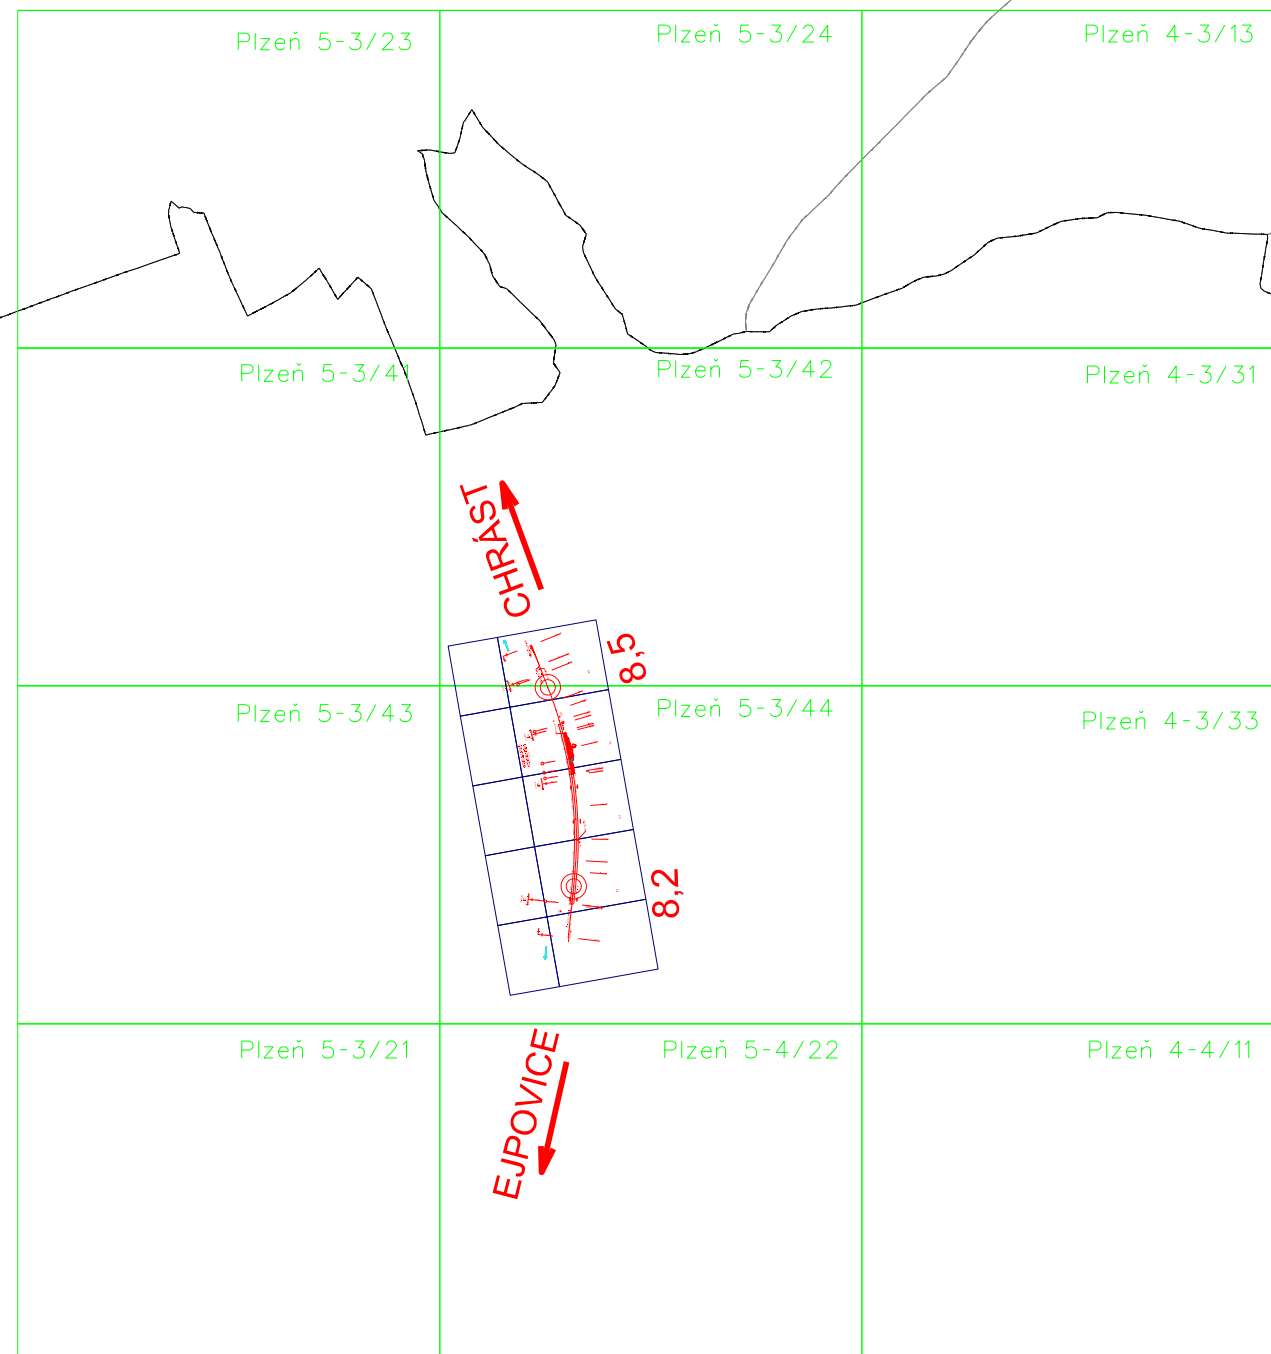 Plzeň 5-3/23
Plzeň 5-3/24
Plzeň 4-3/13
Plzeň 5-3/41
Plzeň 5-3/42
Plzeň 4-3/31
CHRÁST
8,5
Plzeň 5-3/43
Plzeň 5-3/44
Plzeň 4-3/33
8,2
Plzeň 5-3/21
Plzeň 5-4/22
Plzeň 4-4/11
EJPOVICE